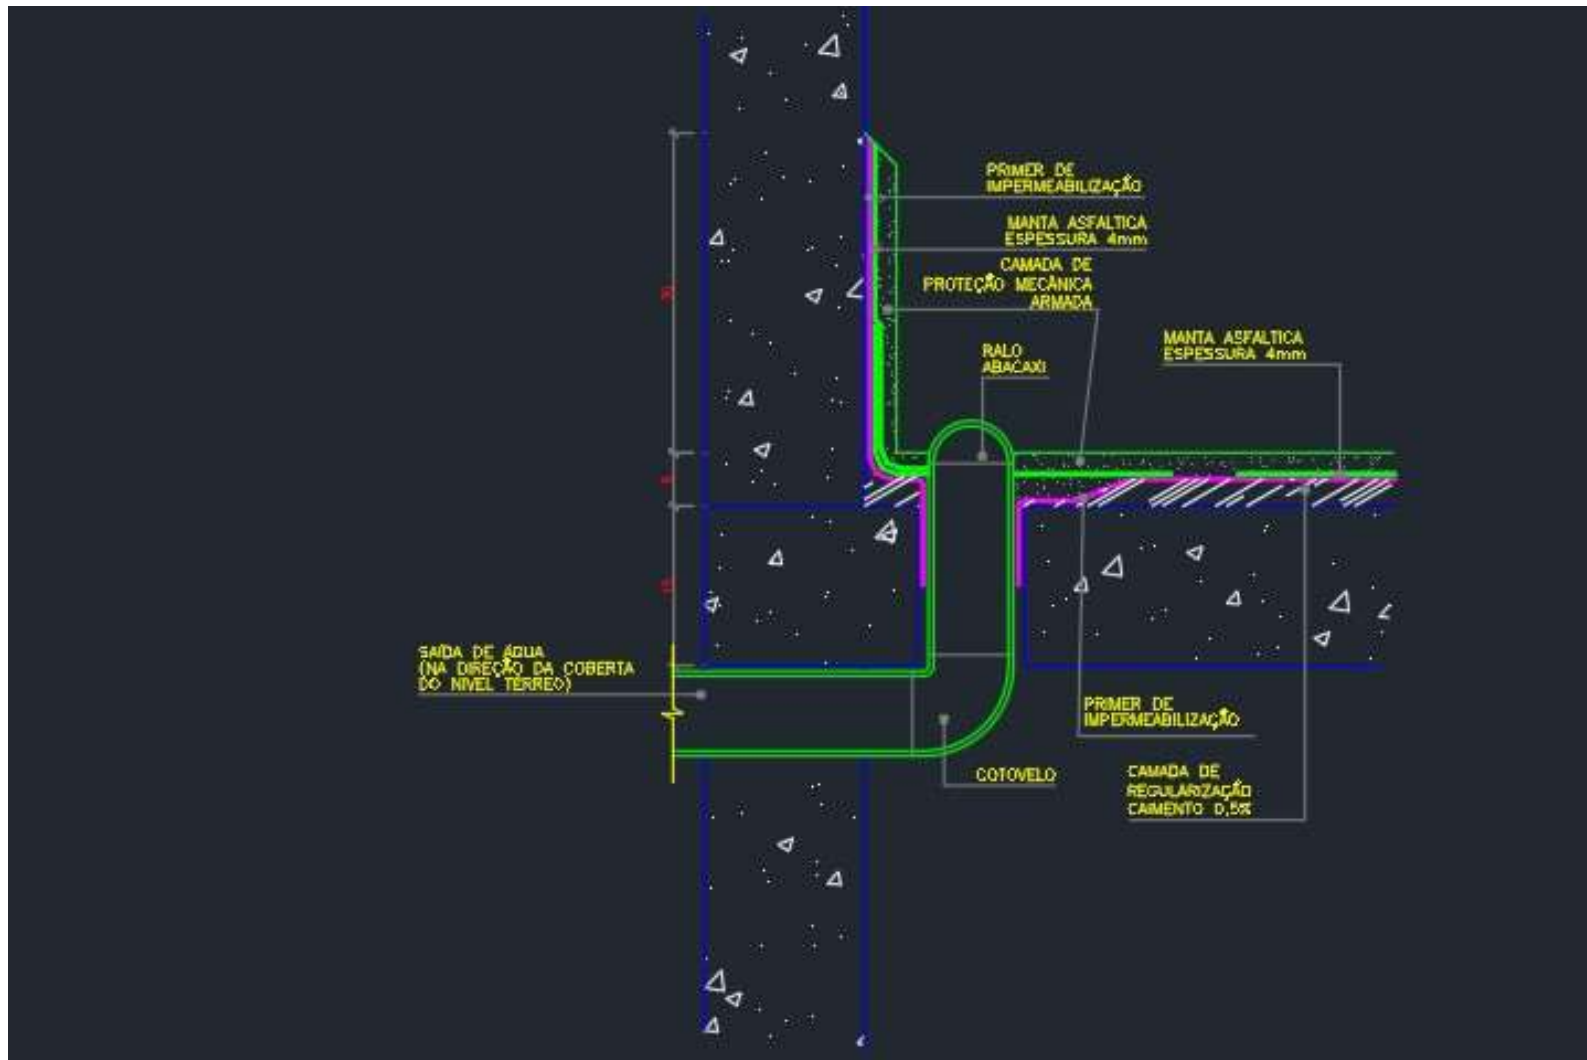 PRIMER DE
IMPERMEABILIZAÇÃO
MANTA ASFALTICA
ESPESSURA 4mm
CAMADA DE
PROTEÇÃO MECÂNICA
ARMADA
RALO
ABACAXI
MANTA ASFALTICA
ESPESSURA 4mm
SAÍDA DE ÁGUA
(NA DIREÇÃO DA COBERTA
DO NIVEL TÉRREO)
PRIMER DE
IMPERMEABILIZAÇÃO
COTOVELO
CAMADA DE
REGULARIZAÇÃO
CAIMENTO 0,5%